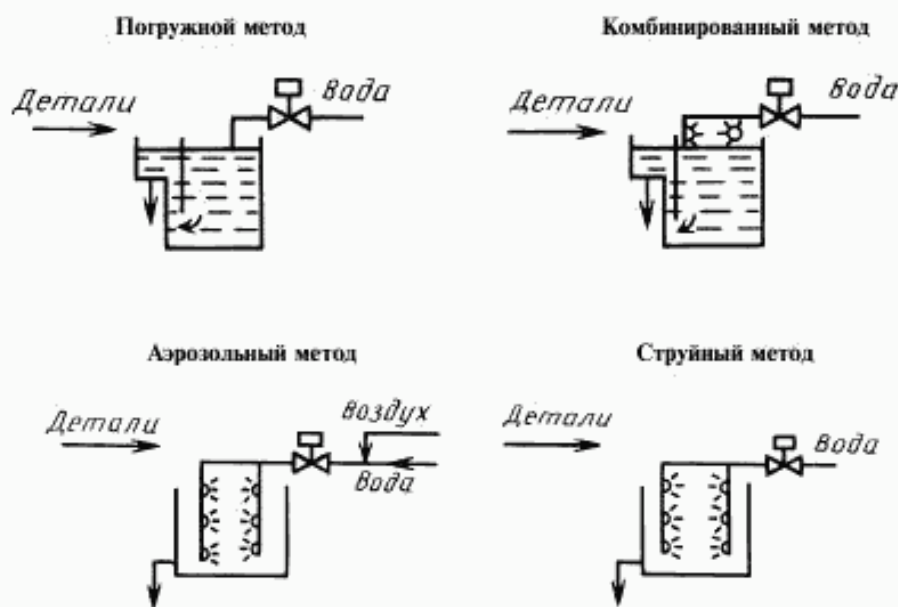 Погружной метод
Детали
Вода
Комбинированный метод
Детали
Вода
Аэрозольный метод
Детали
Воздух
Вода
Струйный метод
Детали
Вода